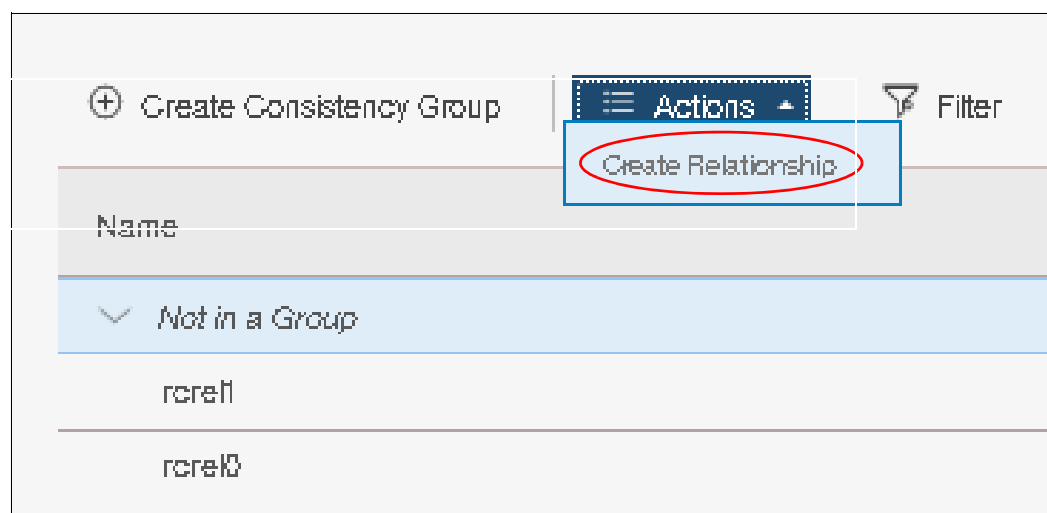 Create Consistency Group Actions Filter
Create Relationship
Name
Not in a Group
rcrel1
rcrel0